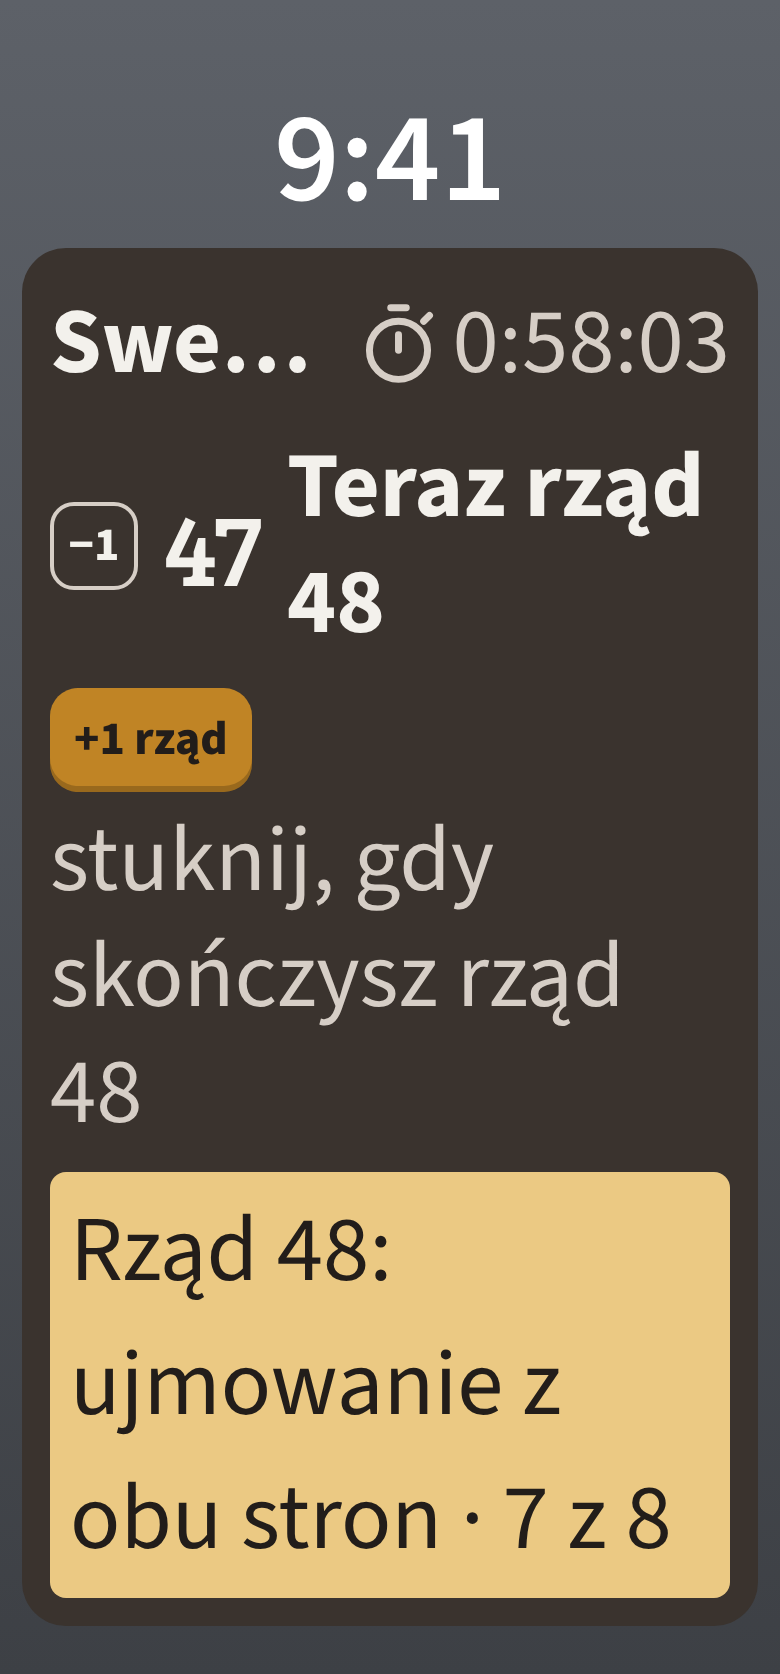 9:41
Swe… 0:58:03
−1 47 Teraz rząd
48
+1 rząd
stuknij, gdy
skończysz rząd
48
Rząd 48:
ujmowanie z
obu stron · 7 z 8